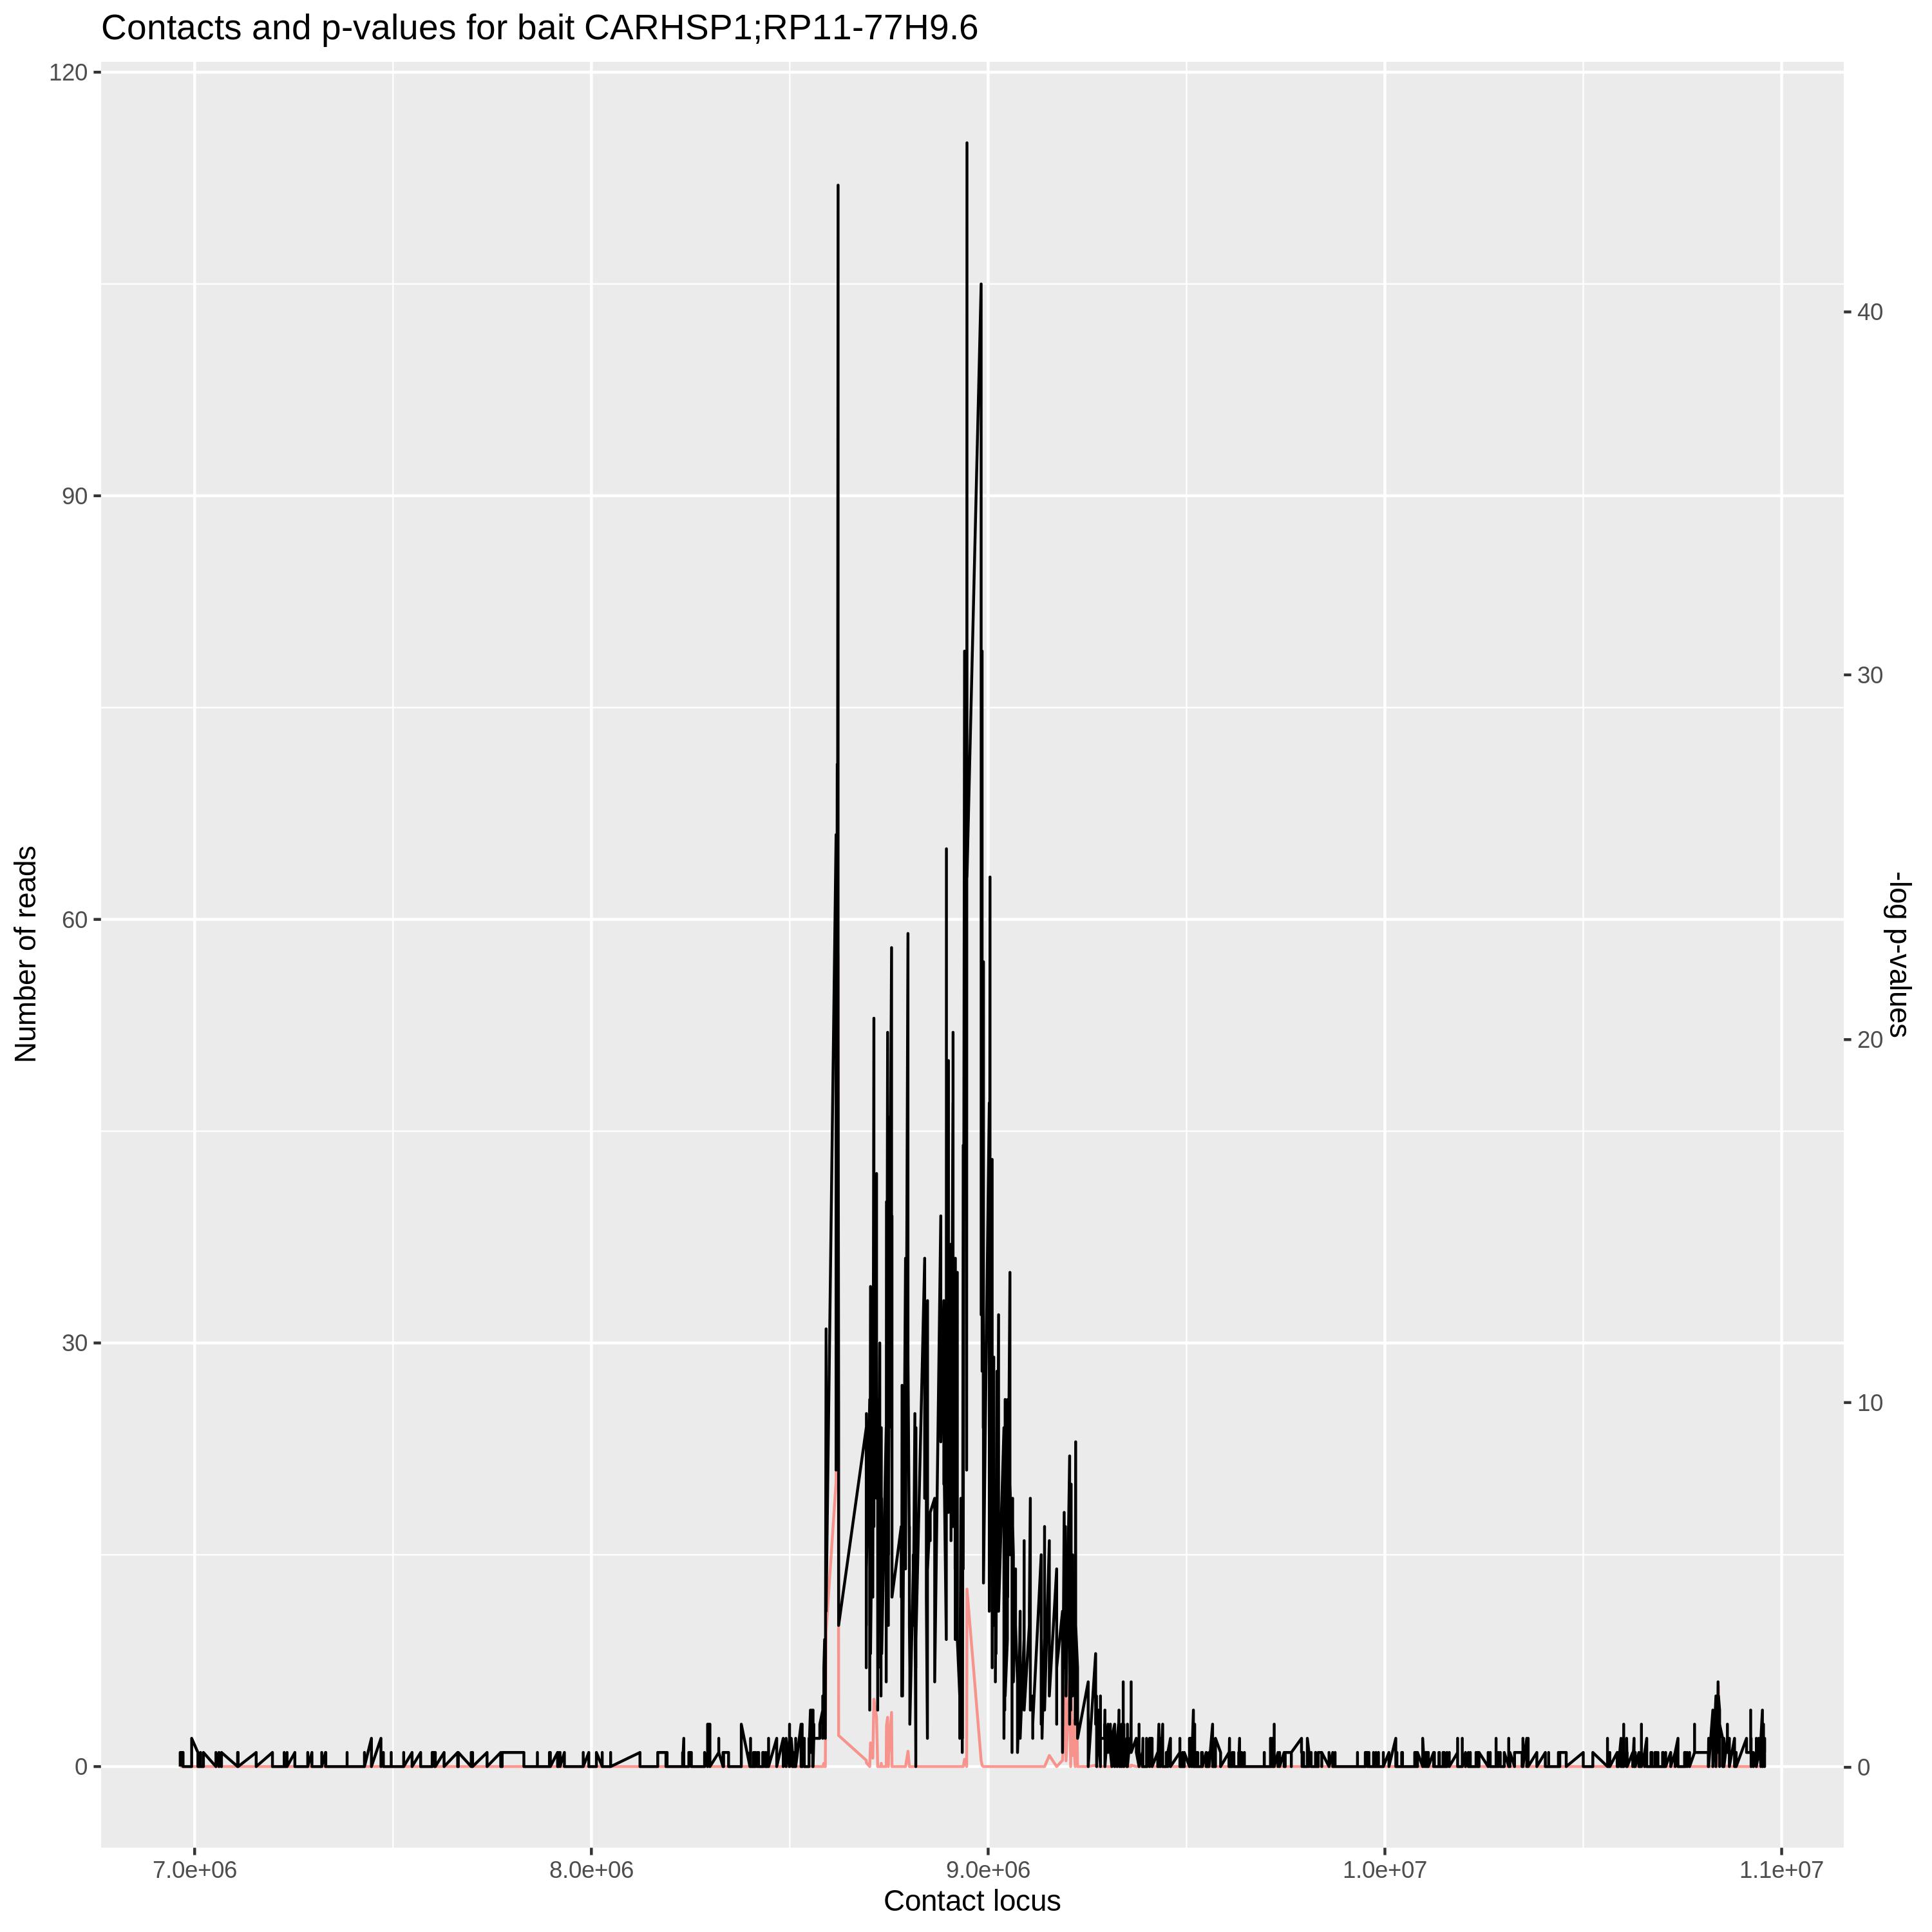 Contacts and p-values for bait CARHSP1;RP11-77H9.6
120
90
60
30
0
Number of reads
40
30
20
10
0
-log p-values
7.0e+06
8.0e+06
9.0e+06
1.0e+07
1.1e+07
Contact locus